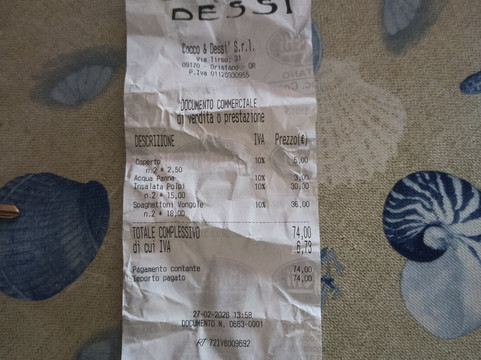 DESSI
Cocco & Dessi' S.r.l.
Via Tirso, 31
09170 - Oristano - OR
P.Iva 01126930955
DOCUMENTO COMMERCIALE
di vendita o prestazione
DESCRIZIONE IVA Prezzo(€)
Coperto 10% 5,00
n.2 * 2,50
Acqua Panna 10% 3,00
Insalata Polpi 10% 30,00
n.2 * 15,00
Spaghettoni Vongole 10% 36,00
n.2 * 18,00
TOTALE COMPLESSIVO 74,00
di cui IVA 6,73
Pagamento contante 74,00
Importo pagato 74,00
27-02-2026 13:58
DOCUMENTO N. 0683-0001
RT 72IV6009692